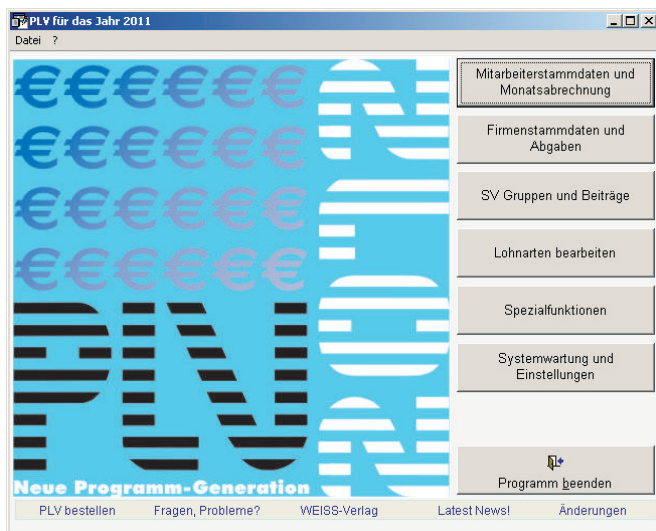 PLV für das Jahr 2011
Datei ?
€€€€€€
€€€€€€
€€€€€€
€€€€€€
PLV
Neue Programm-Generation
Mitarbeiterstammdaten und
Monatsabrechnung
Firmenstammdaten und
Abgaben
SV Gruppen und Beiträge
Lohnarten bearbeiten
Spezialfunktionen
Systemwartung und
Einstellungen
Programm beenden
PLV bestellen Fragen, Probleme? WEISS-Verlag Latest News! Änderungen